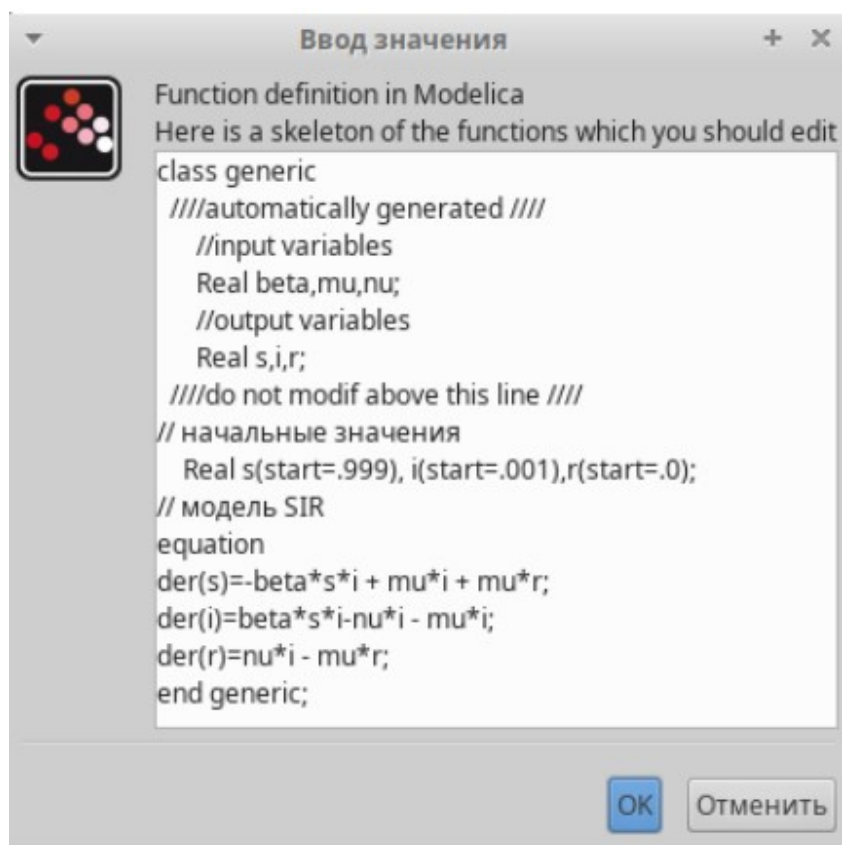 Ввод значения
Function definition in Modelica
Here is a skeleton of the functions which you should edit
class generic
////automatically generated ////
//input variables
Real beta,mu,nu;
//output variables
Real s,i,r;
////do not modif above this line ////
// начальные значения
Real s(start=.999), i(start=.001),r(start=.0);
// модель SIR
equation
der(s)=-beta*s*i + mu*i + mu*r;
der(i)=beta*s*i-nu*i - mu*i;
der(r)=nu*i - mu*r;
end generic;
OK
Отменить